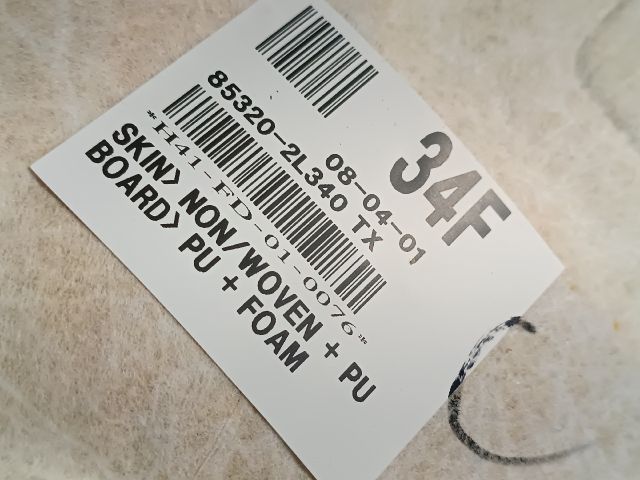 34F
08-04-01
85320-2L340 TX
*H41-FD-01-0076*
SKIN> NON/WOVEN + PU
BOARD> PU + FOAM